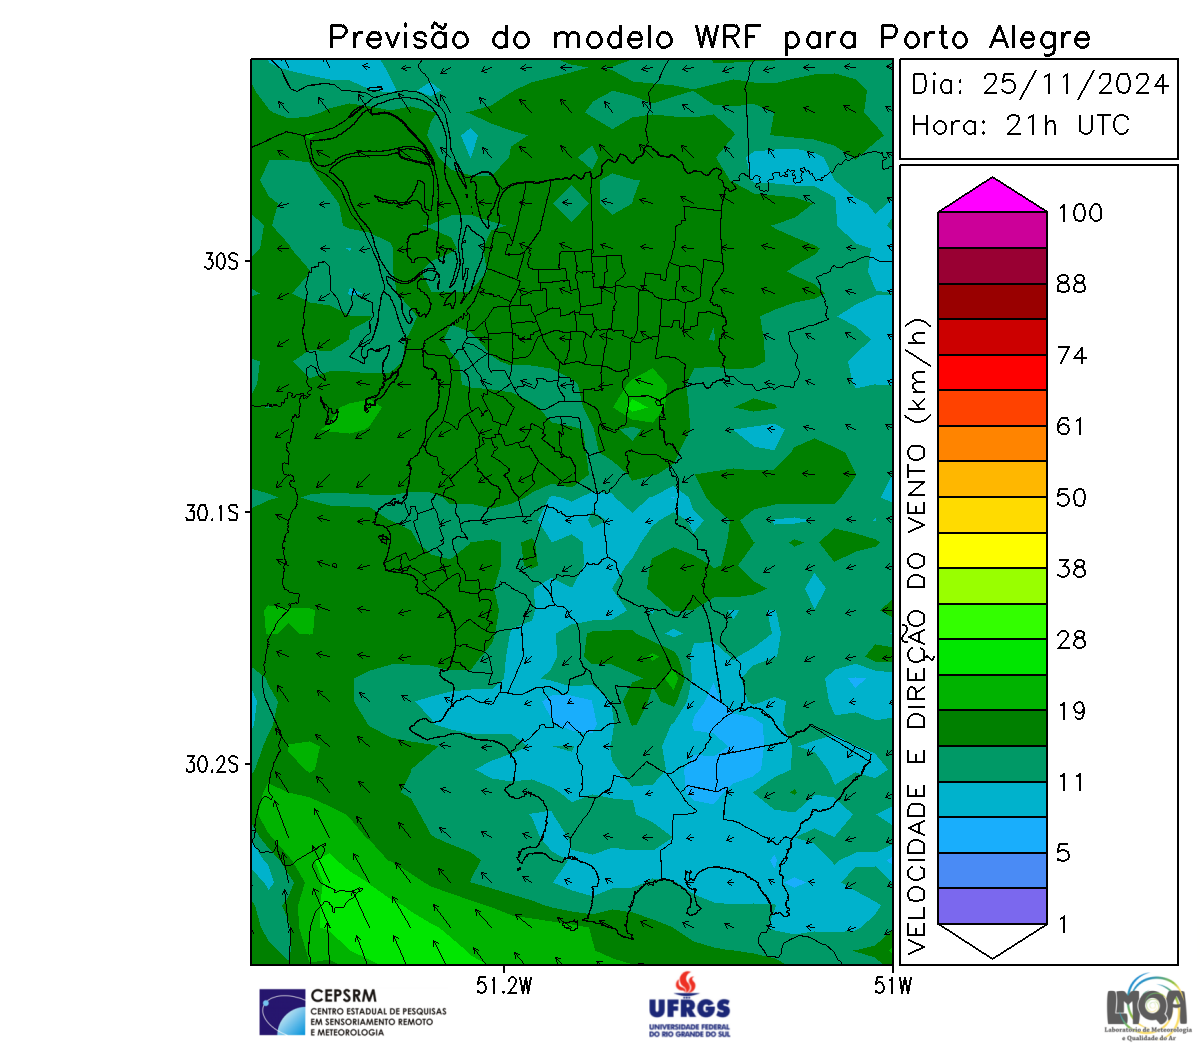 Previsão do modelo WRF para Porto Alegre
Dia: 25/11/2024
Hora: 21h UTC
30S
30.1S
30.2S
51.2W
51W
VELOCIDADE E DIREÇÃO DO VENTO (km/h)
100
88
74
61
50
38
28
19
11
5
1
CEPSRM
CENTRO ESTADUAL DE PESQUISAS
EM SENSORIAMENTO REMOTO
E METEOROLOGIA
UFRGS
UNIVERSIDADE FEDERAL
DO RIO GRANDE DO SUL
LMQA
Laboratório de Meteorologia
e Qualidade do Ar